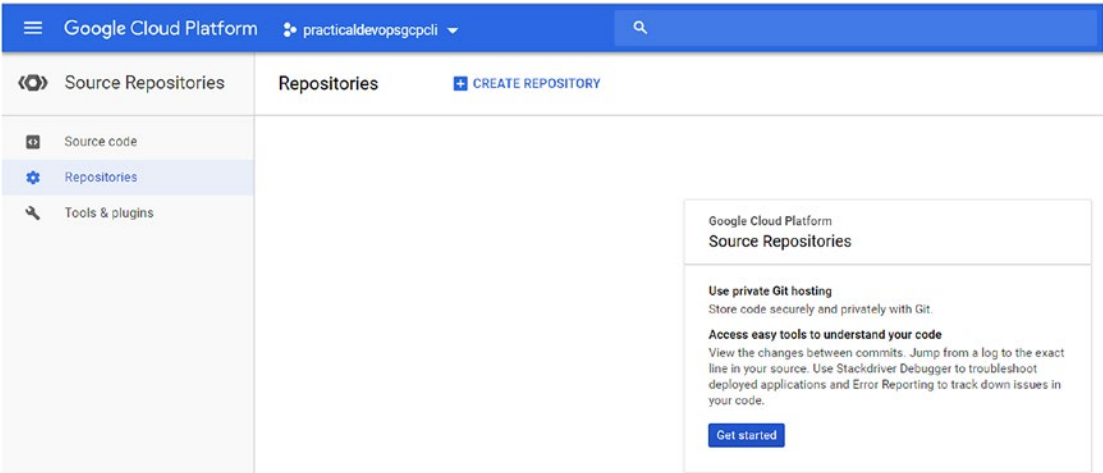 Google Cloud Platform practicaldevopsgcpcli
Source Repositories
Repositories CREATE REPOSITORY
Source code
Repositories
Tools & plugins
Google Cloud Platform
Source Repositories
Use private Git hosting
Store code securely and privately with Git.
Access easy tools to understand your code
View the changes between commits. Jump from a log to the exact
line in your source. Use Stackdriver Debugger to troubleshoot
deployed applications and Error Reporting to track down issues in
your code.
Get started